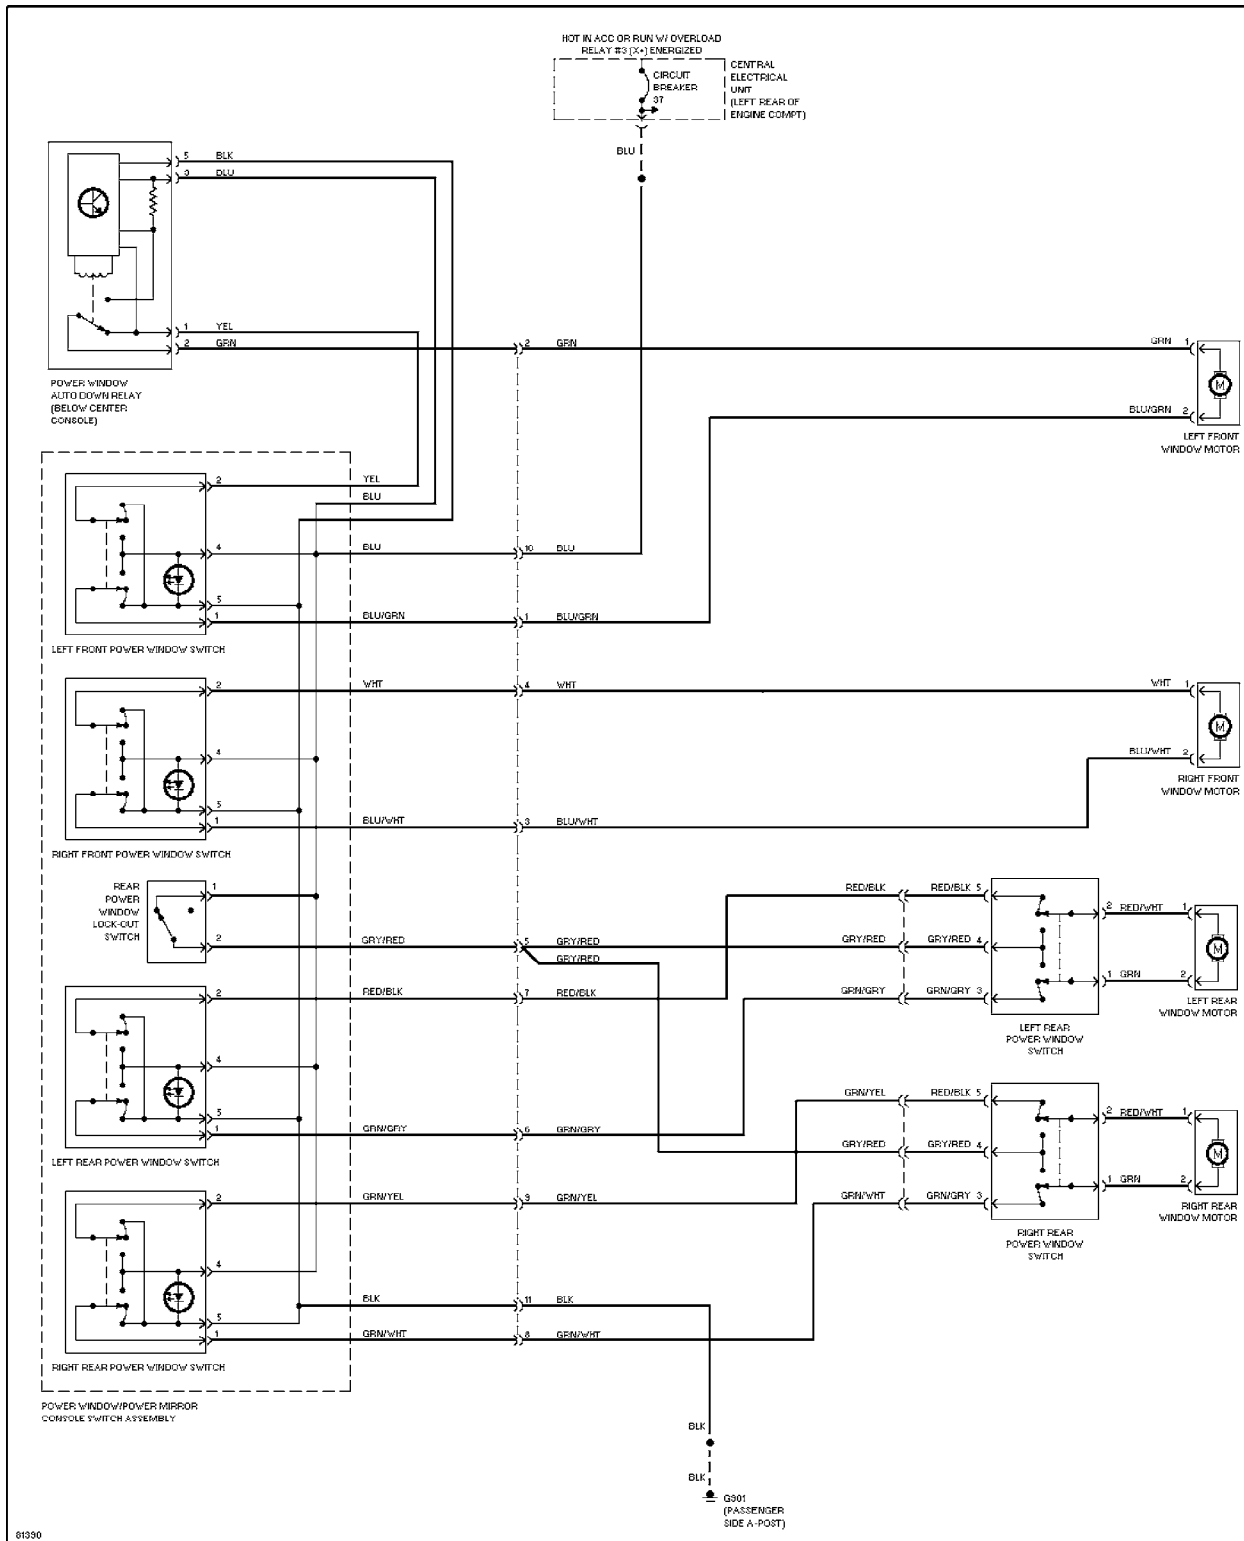 HOT IN ACC OR RUN W/ OVERLOAD
RELAY #3 (X+) ENERGIZED
CIRCUIT
BREAKER
37
CENTRAL
ELECTRICAL
UNIT
(LEFT REAR OF
ENGINE COMPT)
BLU
5 BLK
3 BLU
1 YEL
2 GRN
2 GRN
GRN 1
POWER WINDOW
AUTO DOWN RELAY
(BELOW CENTER
CONSOLE)
M
BLU/GRN 2
LEFT FRONT
WINDOW MOTOR
2 YEL
BLU
4 BLU
10 BLU
5
1 BLU/GRN
1 BLU/GRN
LEFT FRONT POWER WINDOW SWITCH
2 WHT
4 WHT
WHT 1
M
4
BLU/WHT 2
RIGHT FRONT
WINDOW MOTOR
5
1 BLU/WHT
3 BLU/WHT
RIGHT FRONT POWER WINDOW SWITCH
REAR
POWER
WINDOW
LOCK-OUT
SWITCH
1
2 GRY/RED
5 GRY/RED
GRY/RED
RED/BLK RED/BLK 5
GRY/RED GRY/RED 4
GRN/GRY GRN/GRY 3
2 RED/WHT 1
M
1 GRN 2
LEFT REAR
WINDOW MOTOR
LEFT REAR
POWER WINDOW
SWITCH
2 RED/BLK
7 RED/BLK
4
5
1 GRN/GRY
6 GRN/GRY
LEFT REAR POWER WINDOW SWITCH
GRN/YEL RED/BLK 5
GRY/RED GRY/RED 4
GRN/WHT GRN/GRY 3
2 RED/WHT 1
M
1 GRN 2
RIGHT REAR
WINDOW MOTOR
RIGHT REAR
POWER WINDOW
SWITCH
2 GRN/YEL
9 GRN/YEL
4
BLK
11 BLK
5
1 GRN/WHT
8 GRN/WHT
RIGHT REAR POWER WINDOW SWITCH
POWER WINDOW/POWER MIRROR
CONSOLE SWITCH ASSEMBLY
BLK
BLK
G901
(PASSENGER
SIDE A-POST)
81390